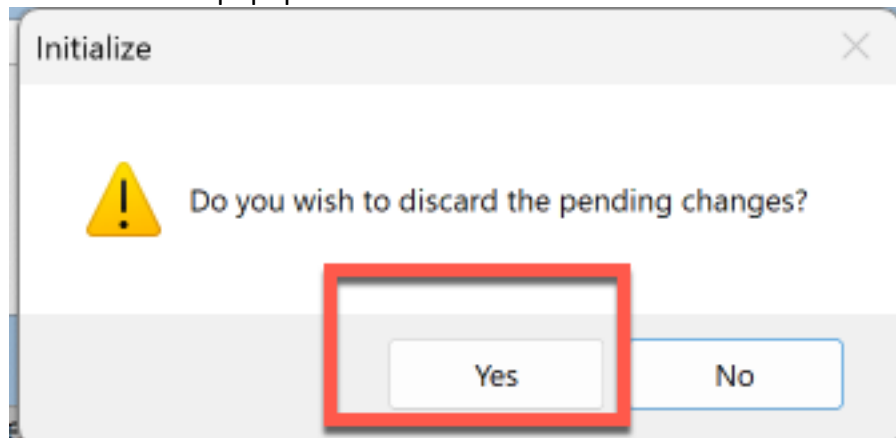 Initialize
Do you wish to discard the pending changes?
Yes
No